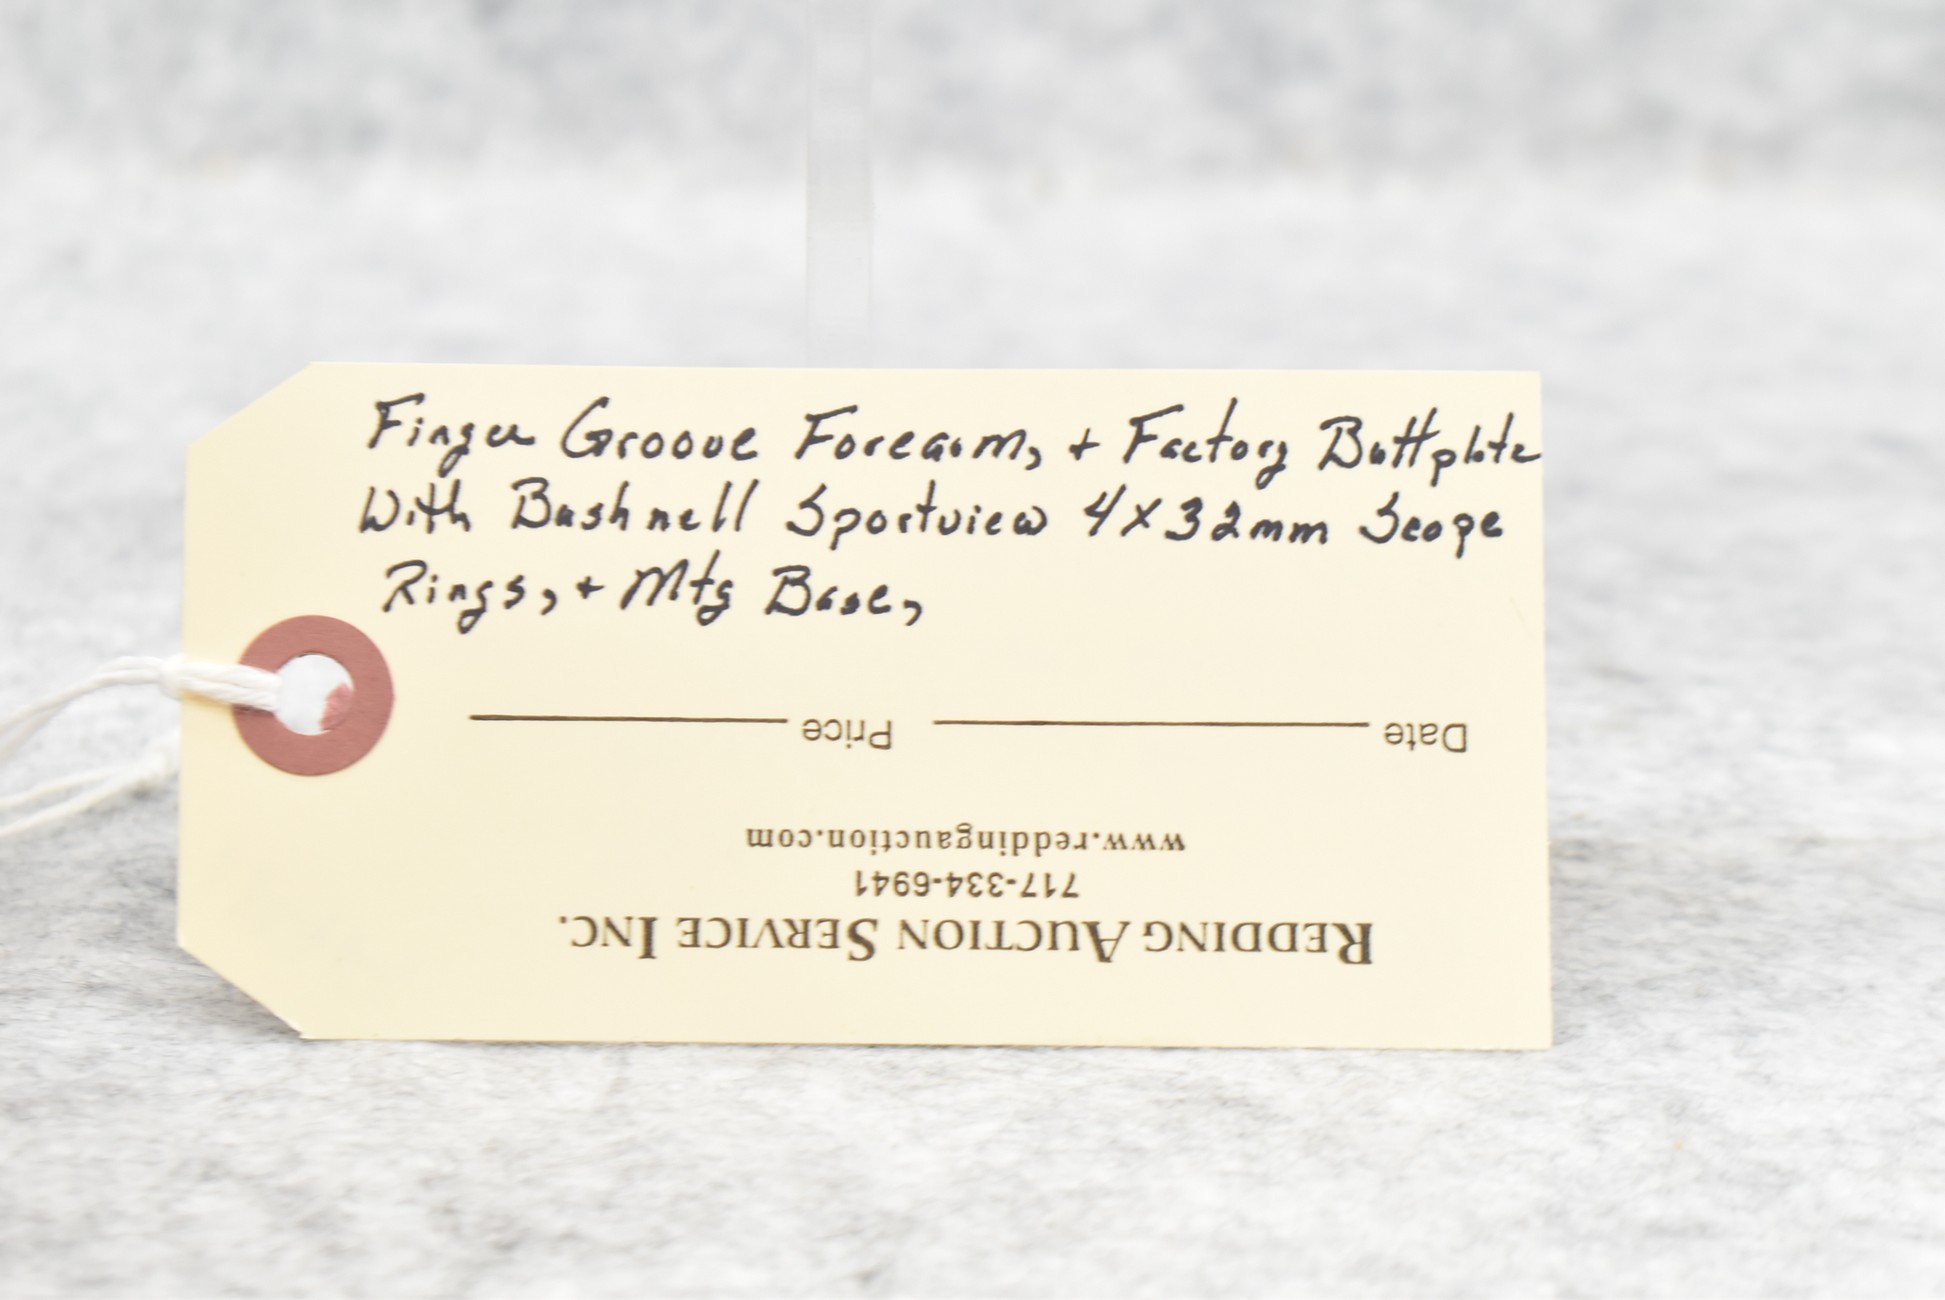 Finger Groove Forearm, + Factory Buttplate
With Bushnell Sportview 4X32mm Scope
Rings, + Mtg Base,
Date Price
www.reddingauction.com
717-334-6941
REDDING AUCTION SERVICE INC.